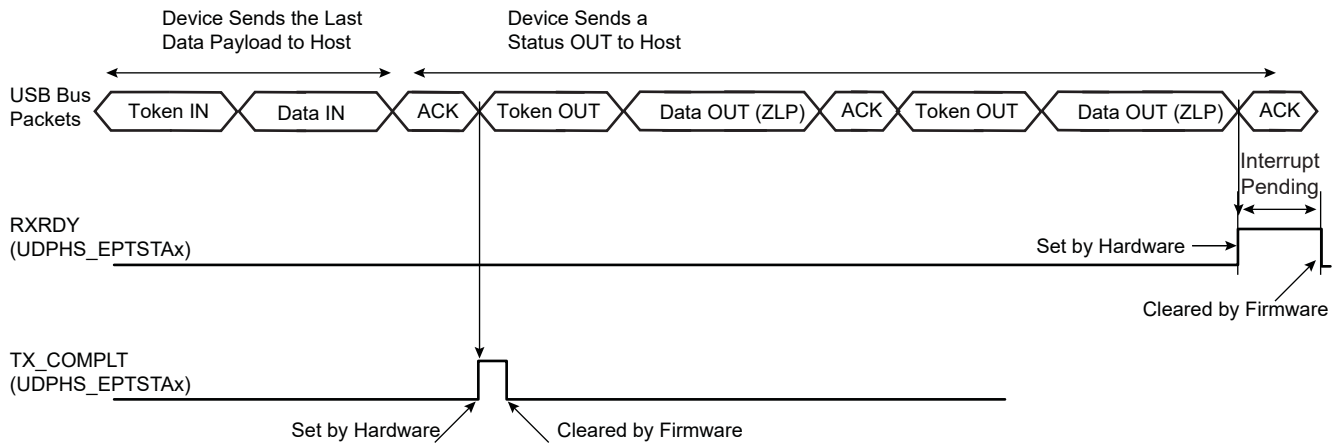 Device Sends the Last
Data Payload to Host
Device Sends a
Status OUT to Host
USB Bus
Packets
Token IN
Data IN
ACK
Token OUT
Data OUT (ZLP)
ACK
Token OUT
Data OUT (ZLP)
ACK
Interrupt
Pending
RXRDY
(UDPHS_EPTSTAx)
Set by Hardware
Cleared by Firmware
TX_COMPLT
(UDPHS_EPTSTAx)
Set by Hardware
Cleared by Firmware